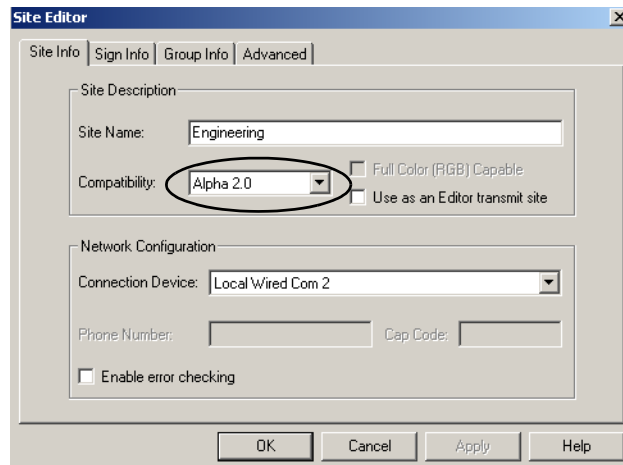 Site Editor
Site Info Sign Info Group Info Advanced
Site Description
Site Name: Engineering
Compatibility: Alpha 2.0
Full Color (RGB) Capable
Use as an Editor transmit site
Network Configuration
Connection Device: Local Wired Com 2
Phone Number: Cap Code:
Enable error checking
OK Cancel Apply Help